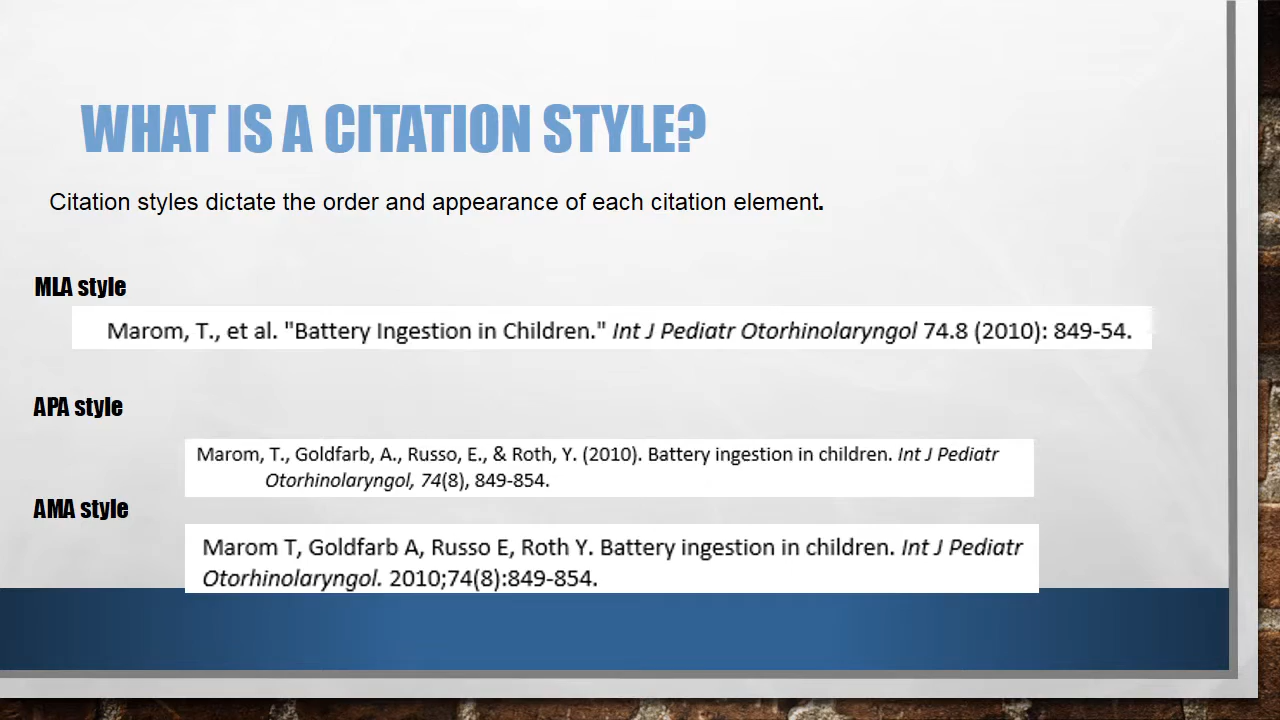 WHAT IS A CITATION STYLE?
Citation styles dictate the order and appearance of each citation element.
MLA style
Marom, T., et al. "Battery Ingestion in Children." Int J Pediatr Otorhinolaryngol 74.8 (2010): 849-54.
APA style
Marom, T., Goldfarb, A., Russo, E., & Roth, Y. (2010). Battery ingestion in children. Int J Pediatr
Otorhinolaryngol, 74(8), 849-854.
AMA style
Marom T, Goldfarb A, Russo E, Roth Y. Battery ingestion in children. Int J Pediatr
Otorhinolaryngol. 2010;74(8):849-854.